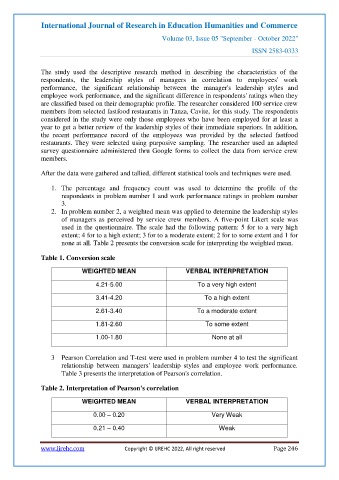 International Journal of Research in Education Humanities and Commerce
Volume 03, Issue 05 "September - October 2022"
ISSN 2583-0333
The study used the descriptive research method in describing the characteristics of the
respondents, the leadership styles of managers in correlation to employees' work
performance, the significant relationship between the manager's leadership styles and
employee work performance, and the significant difference in respondents' ratings when they
are classified based on their demographic profile. The researcher considered 100 service crew
members from selected fastfood restaurants in Tanza, Cavite, for this study. The respondents
considered in the study were only those employees who have been employed for at least a
year to get a better review of the leadership styles of their immediate superiors. In addition,
the recent performance record of the employees was provided by the selected fastfood
restaurants. They were selected using purposive sampling. The researcher used an adapted
survey questionnaire administered thru Google forms to collect the data from service crew
members.
After the data were gathered and tallied, different statistical tools and techniques were used.
1. The percentage and frequency count was used to determine the profile of the
respondents in problem number 1 and work performance ratings in problem number
3.
2. In problem number 2, a weighted mean was applied to determine the leadership styles
of managers as perceived by service crew members. A five-point Likert scale was
used in the questionnaire. The scale had the following pattern: 5 for to a very high
extent; 4 for to a high extent; 3 for to a moderate extent; 2 for to some extent and 1 for
none at all. Table 2 presents the conversion scale for interpreting the weighted mean.
Table 1. Conversion scale
WEIGHTED MEAN VERBAL INTERPRETATION
4.21-5.00 To a very high extent
3.41-4.20 To a high extent
2.61-3.40 To a moderate extent
1.81-2.60 To some extent
1.00-1.80 None at all
3 Pearson Correlation and T-test were used in problem number 4 to test the significant
relationship between managers' leadership styles and employee work performance.
Table 3 presents the interpretation of Pearson's correlation.
Table 2. Interpretation of Pearson's correlation
WEIGHTED MEAN VERBAL INTERPRETATION
0.00 – 0.20 Very Weak
0.21 – 0.40 Weak
www.ijrehc.com Copyright © IJREHC 2022, All right reserved Page 246